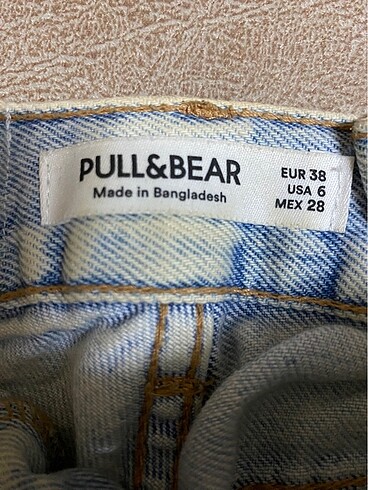 PULL&BEAR
Made in Bangladesh
EUR 38
USA 6
MEX 28